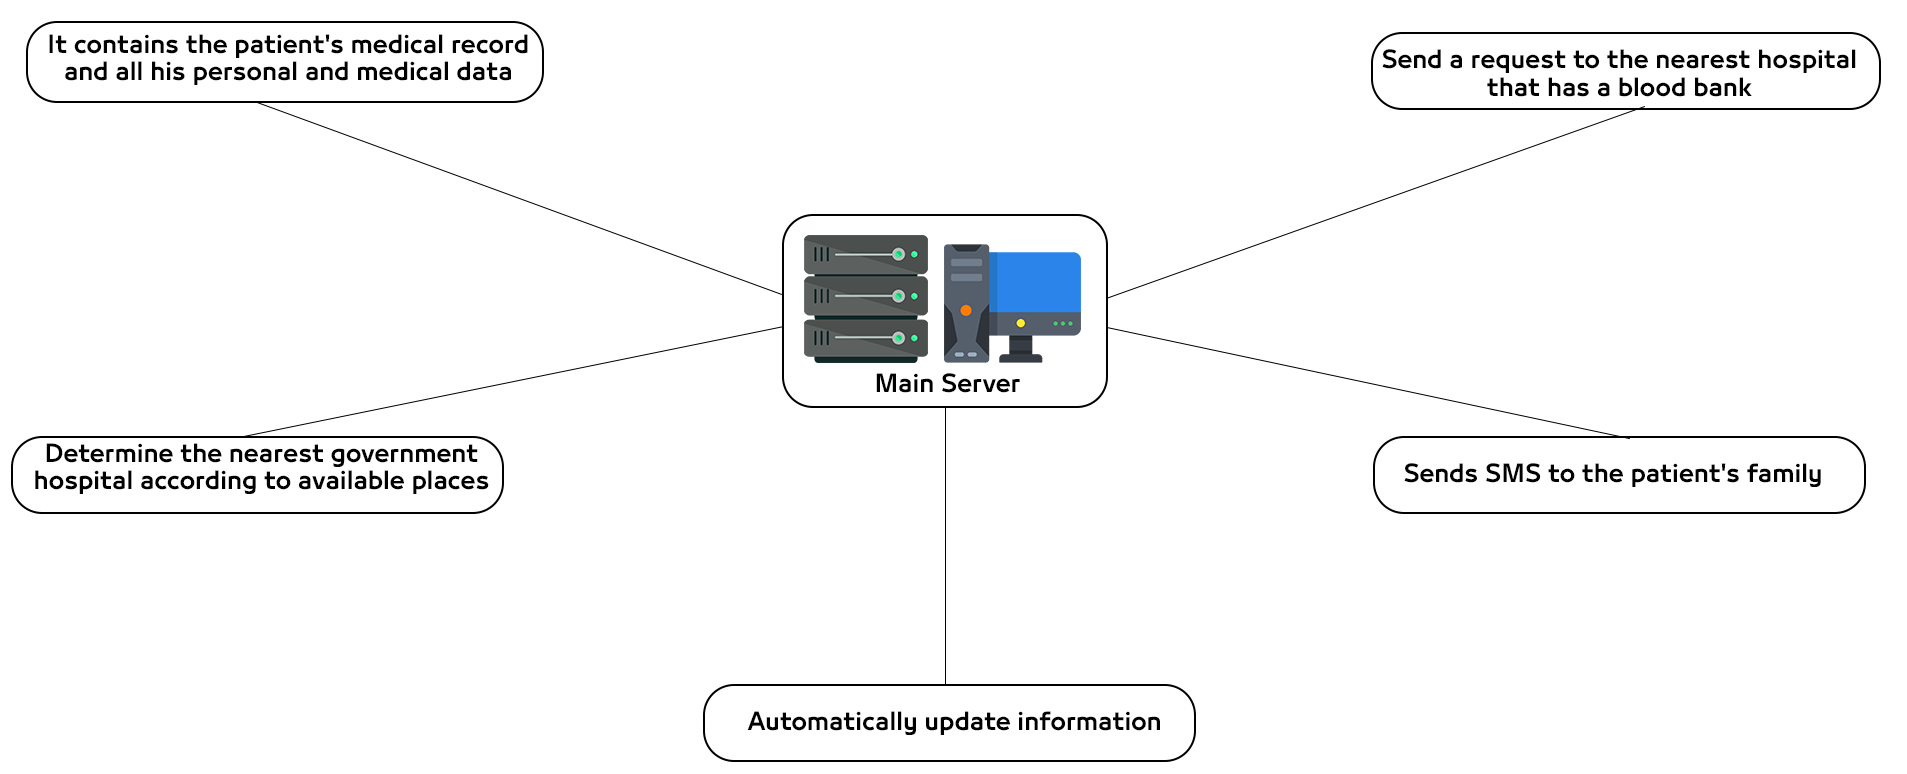 It contains the patient's medical record
and all his personal and medical data
Send a request to the nearest hospital
that has a blood bank
Main Server
Determine the nearest government
hospital according to available places
Sends SMS to the patient's family
Automatically update information